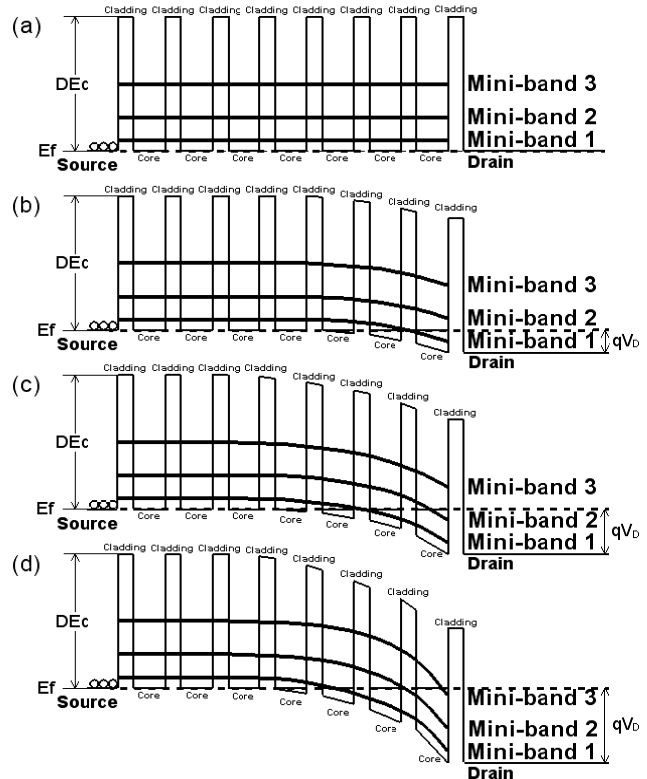 (a)
Cladding Cladding Cladding Cladding Cladding Cladding Cladding Cladding
DEc
Mini-band 3
Mini-band 2
Mini-band 1
Ef
Source
Core Core Core Core Core Core Core
Drain
(b)
Cladding Cladding Cladding Cladding Cladding Cladding Cladding Cladding
DEc
Mini-band 3
Mini-band 2
Ef
Mini-band 1
qVD
Source
Core Core Core Core Core Core Core
Drain
(c)
Cladding Cladding Cladding Cladding Cladding Cladding Cladding Cladding
DEc
Mini-band 3
Ef
Mini-band 2
qVD
Source
Core Core Core Core Core Core Core
Mini-band 1
Drain
(d)
Cladding Cladding Cladding Cladding Cladding Cladding Cladding Cladding
DEc
Ef
Mini-band 3
Source
Core Core Core Core Core Core Core
Mini-band 2
qVD
Mini-band 1
Drain